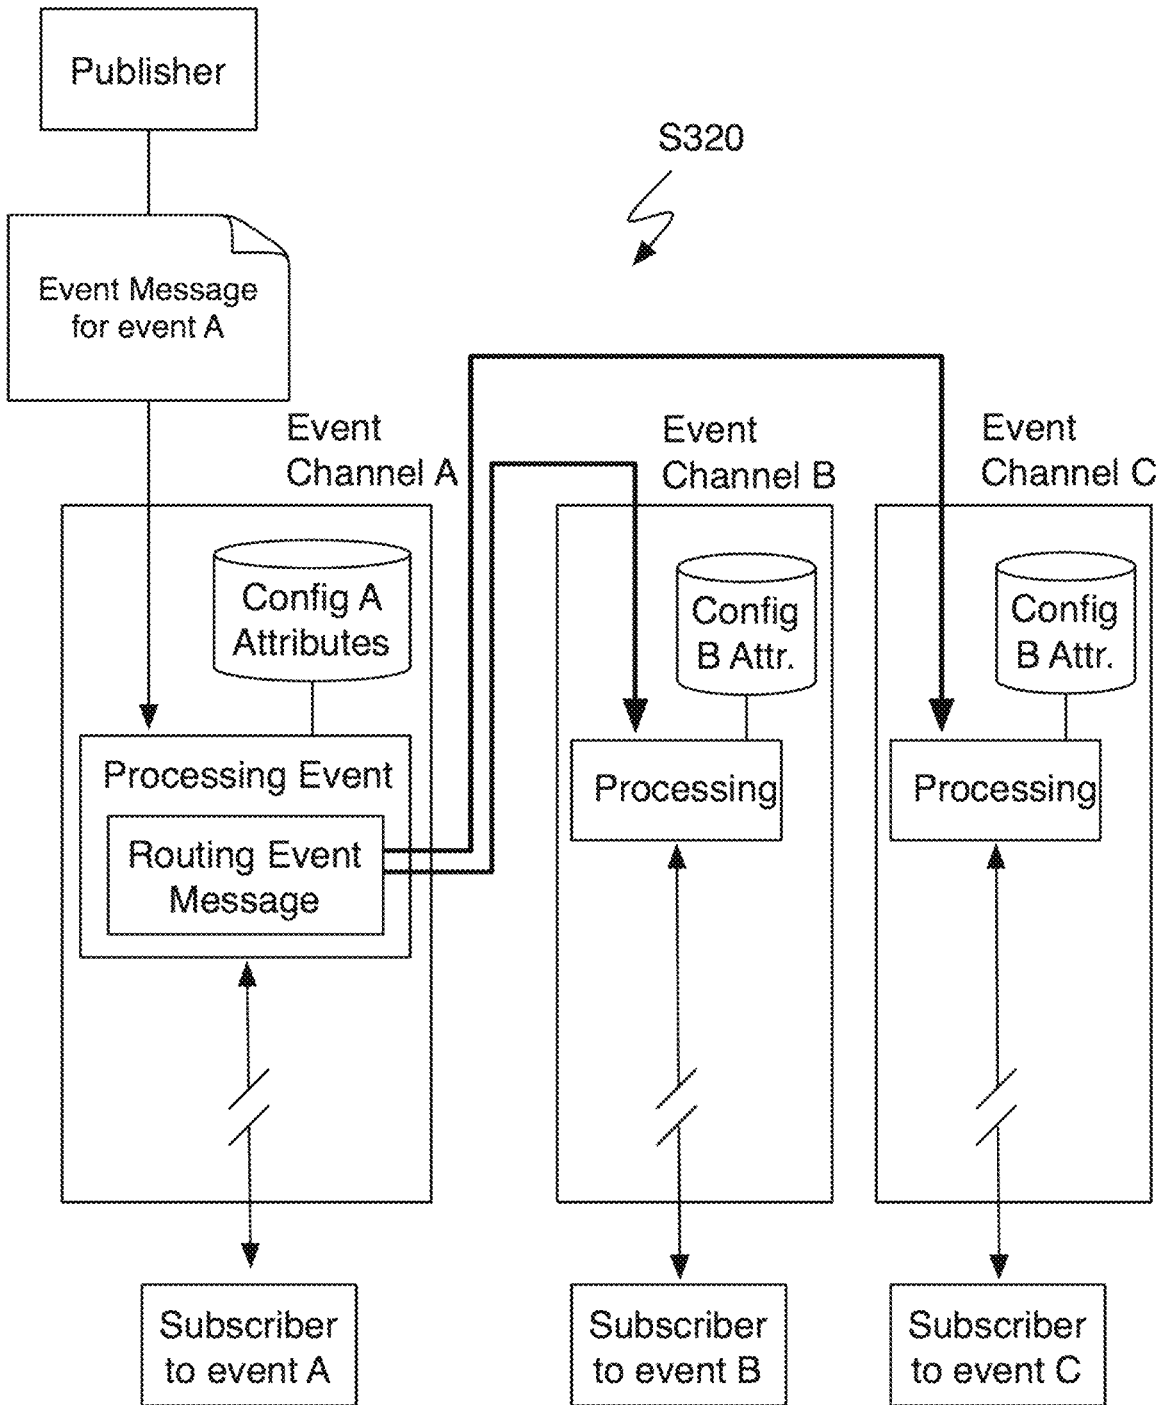 Publisher
S320
Event Message
for event A
Event
Channel A
Event
Channel B
Event
Channel C
Config A
Attributes
Config
B Attr.
Config
B Attr.
Processing Event
Routing Event
Message
Processing
Processing
Subscriber
to event A
Subscriber
to event B
Subscriber
to event C